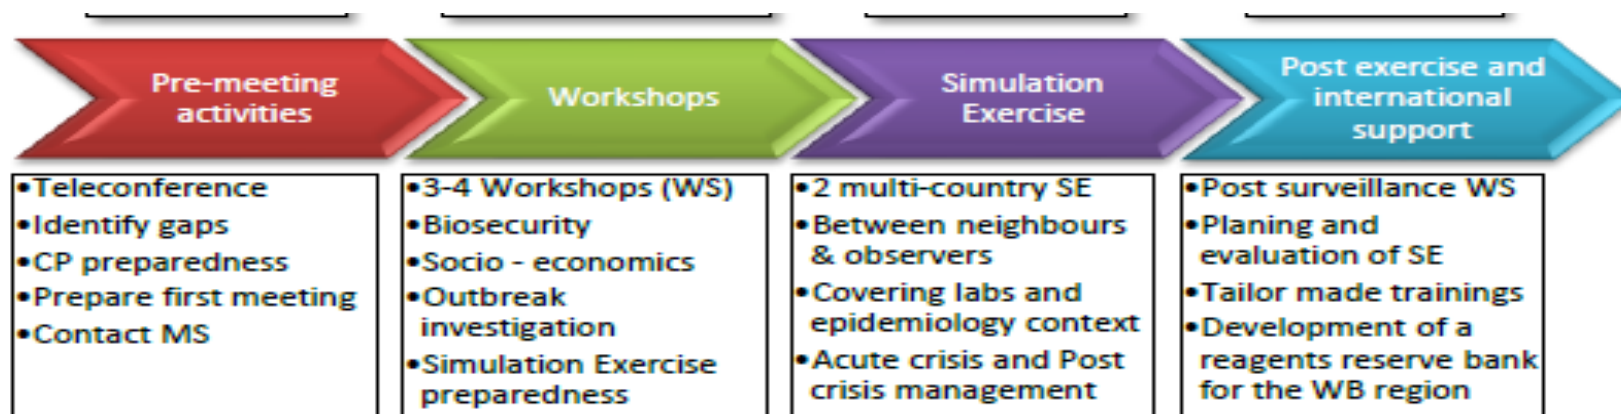 Pre-meeting
activities
Workshops
Simulation
Exercise
Post exercise and
international
support
•Teleconference
•Identify gaps
•CP preparedness
•Prepare first meeting
•Contact MS
•3-4 Workshops (WS)
•Biosecurity
•Socio - economics
•Outbreak
investigation
•Simulation Exercise
preparedness
•2 multi-country SE
•Between neighbours
& observers
•Covering labs and
epidemiology context
•Acute crisis and Post
crisis management
•Post surveillance WS
•Planing and
evaluation of SE
•Tailor made trainings
•Development of a
reagents reserve bank
for the WB region